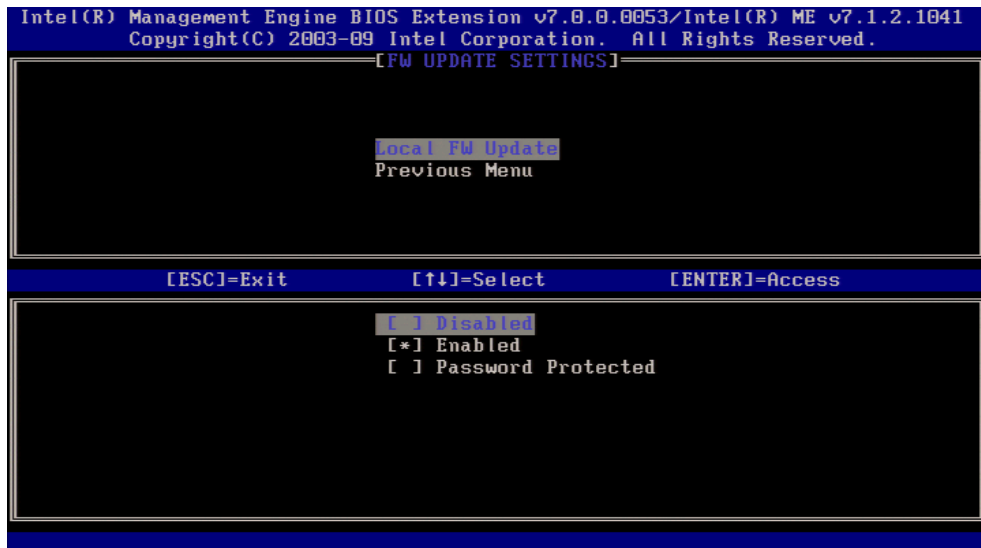 Intel(R) Management Engine BIOS Extension v7.0.0.0053/Intel(R) ME v7.1.2.1041
Copyright(C) 2003-09 Intel Corporation. All Rights Reserved.
[FW UPDATE SETTINGS]
Local FW Update
Previous Menu
[ESC]=Exit [↑↓]=Select [ENTER]=Access
[ ] Disabled
[*] Enabled
[ ] Password Protected